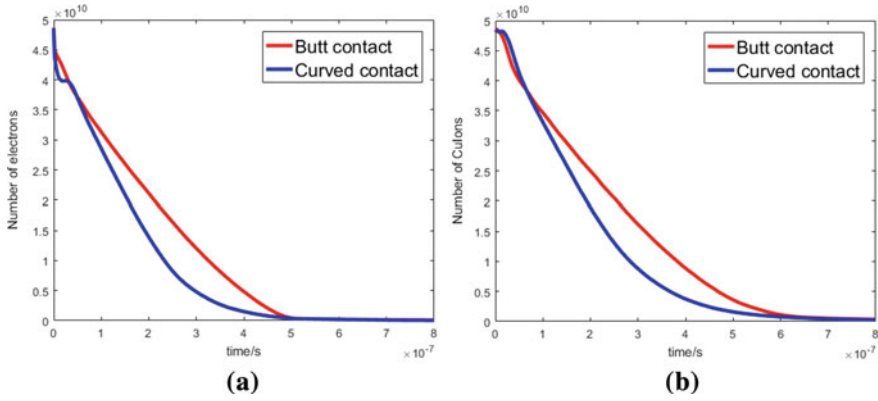 × 10^10
5
4.5
4
3.5
3
2.5
2
1.5
1
0.5
0
Number of electrons
Butt contact
Curved contact
0 1 2 3 4 5 6 7 8
time/s
× 10^-7
(a)
× 10^10
5
4.5
4
3.5
3
2.5
2
1.5
1
0.5
0
Number of Culons
Butt contact
Curved contact
0 1 2 3 4 5 6 7 8
time/s
× 10^-7
(b)